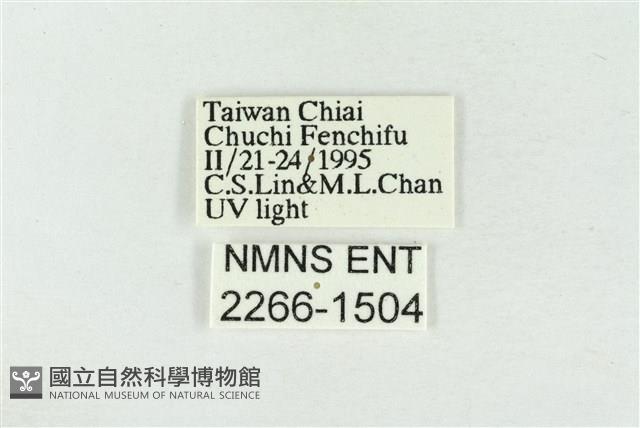 Taiwan Chiai
Chuchi Fenchifu
II/21-24/1995
C.S.Lin&M.L.Chan
UV light
NMNS ENT
2266-1504
國立自然科學博物館
NATIONAL MUSEUM OF NATURAL SCIENCE